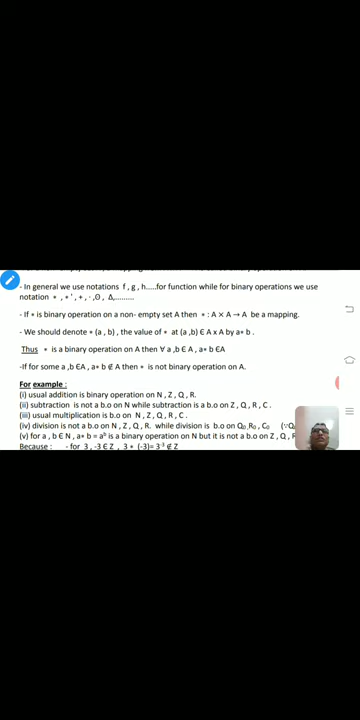 - In general we use notations f , g , h.....for function while for binary operations we use
notation ∗ , ∗ ' , + , · ,ʘ , Δ,.........
- If ∗ is binary operation on a non- empty set A then ∗ : A × A → A be a mapping.
- We should denote ∗ (a , b) , the value of ∗ at (a ,b) Є A x A by a∗ b .
Thus ∗ is a binary operation on A then ∀ a ,b Є A , a∗ b ЄA
-If for some a ,b ЄA , a∗ b ∉ A then ∗ is not binary operation on A.
For example :
(i) usual addition is binary operation on N , Z , Q , R.
(ii) subtraction is not a b.o on N while subtraction is a b.o on Z , Q , R , C .
(iii) usual multiplication is b.o on N , Z , Q , R , C .
(iv) division is not a b.o on N , Z , Q , R. while division is b.o on Q₀ , R₀ , C₀ (∵Q₀
(v) for a , b Є N , a∗ b = aᵇ is a binary operation on N but it is not a b.o on Z , Q , R
Because : - for 3 , -3 Є Z , 3 ∗ (-3)= 3⁻³ ∉ Z